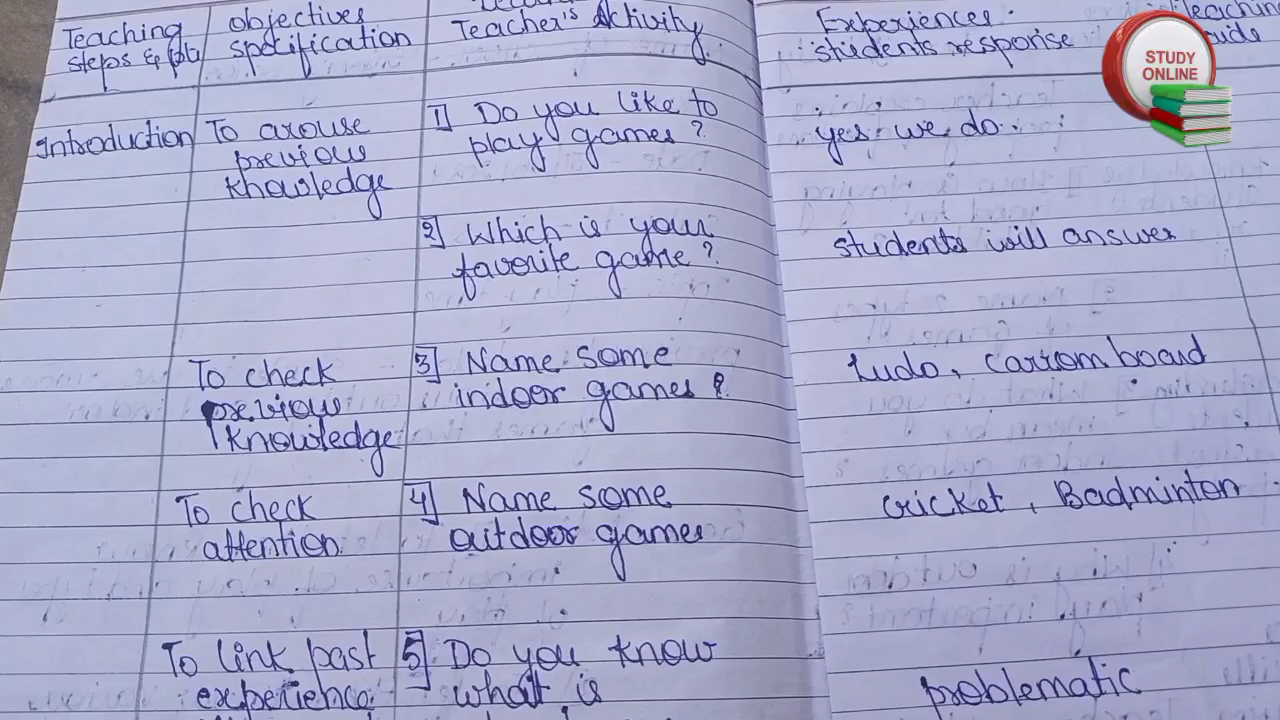 Teaching
steps &
objectives
specification
Teacher's Activity
Experiences
students response
Teaching
STUDY
ONLINE
Introduction
To arouse
previous
knowledge
1] Do you like to
play games?
yes we do.
2] Which is your
favorite game?
students will answer
To check
previous
knowledge
3] Name some
indoor games?
Ludo, Carrom board
To check
attention
4] Name some
outdoor games
cricket, Badminton
To link past
experience
5] Do you know
what is
problematic